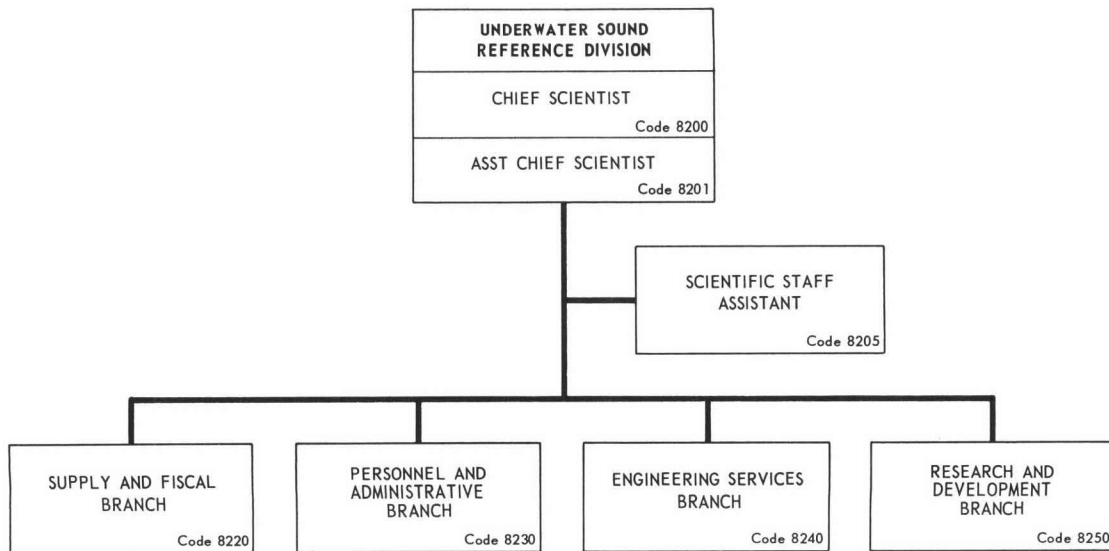 UNDERWATER SOUND
REFERENCE DIVISION
CHIEF SCIENTIST
Code 8200
ASST CHIEF SCIENTIST
Code 8201
SCIENTIFIC STAFF
ASSISTANT
Code 8205
SUPPLY AND FISCAL
BRANCH
Code 8220
PERSONNEL AND
ADMINISTRATIVE
BRANCH
Code 8230
ENGINEERING SERVICES
BRANCH
Code 8240
RESEARCH AND
DEVELOPMENT
BRANCH
Code 8250